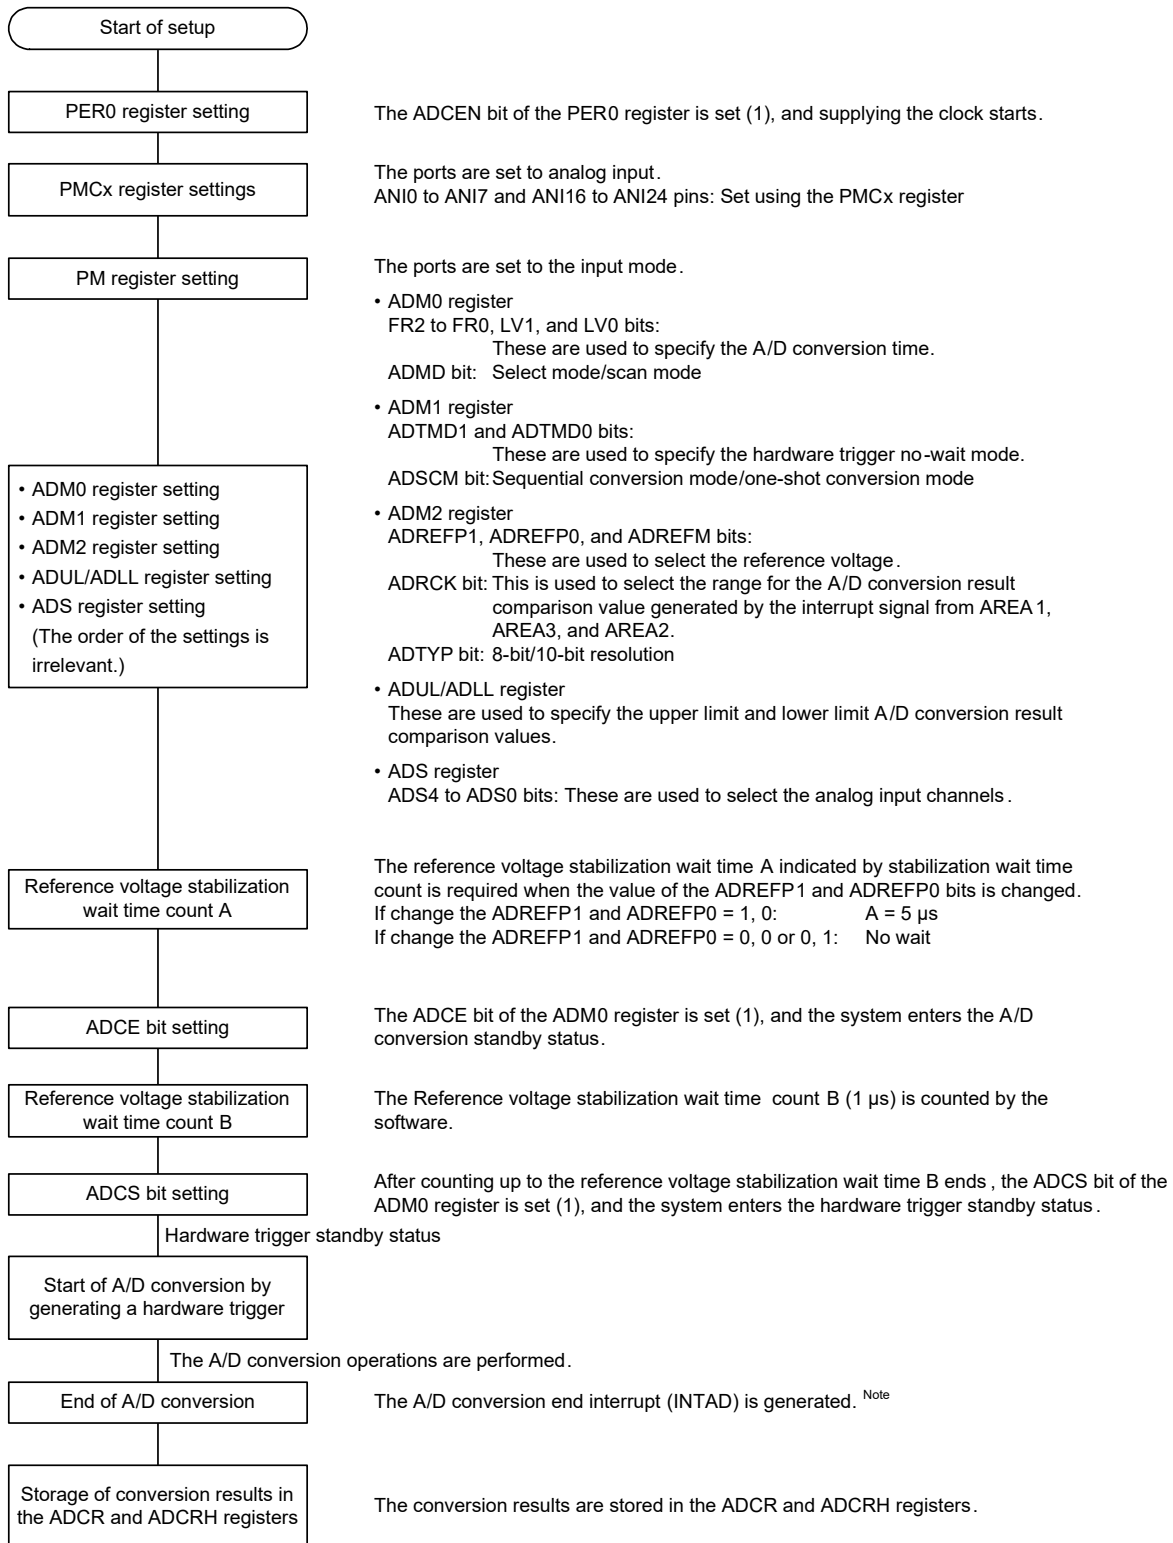 Start of setup
PER0 register setting
The ADCEN bit of the PER0 register is set (1), and supplying the clock starts.
PMCx register settings
The ports are set to analog input.
ANI0 to ANI7 and ANI16 to ANI24 pins: Set using the PMCx register
PM register setting
The ports are set to the input mode.
• ADM0 register setting
• ADM1 register setting
• ADM2 register setting
• ADUL/ADLL register setting
• ADS register setting
(The order of the settings is
irrelevant.)
• ADM0 register
FR2 to FR0, LV1, and LV0 bits:
These are used to specify the A/D conversion time.
ADMD bit: Select mode/scan mode
• ADM1 register
ADTMD1 and ADTMD0 bits:
These are used to specify the hardware trigger no-wait mode.
ADSCM bit: Sequential conversion mode/one-shot conversion mode
• ADM2 register
ADREFP1, ADREFP0, and ADREFM bits:
These are used to select the reference voltage.
ADRCK bit: This is used to select the range for the A/D conversion result
comparison value generated by the interrupt signal from AREA1,
AREA3, and AREA2.
ADTYP bit: 8-bit/10-bit resolution
• ADUL/ADLL register
These are used to specify the upper limit and lower limit A/D conversion result
comparison values.
• ADS register
ADS4 to ADS0 bits: These are used to select the analog input channels.
Reference voltage stabilization
wait time count A
The reference voltage stabilization wait time A indicated by stabilization wait time
count is required when the value of the ADREFP1 and ADREFP0 bits is changed.
If change the ADREFP1 and ADREFP0 = 1, 0: A = 5 µs
If change the ADREFP1 and ADREFP0 = 0, 0 or 0, 1: No wait
ADCE bit setting
The ADCE bit of the ADM0 register is set (1), and the system enters the A/D
conversion standby status.
Reference voltage stabilization
wait time count B
The Reference voltage stabilization wait time count B (1 µs) is counted by the
software.
ADCS bit setting
After counting up to the reference voltage stabilization wait time B ends, the ADCS bit of the
ADM0 register is set (1), and the system enters the hardware trigger standby status.
Hardware trigger standby status
Start of A/D conversion by
generating a hardware trigger
The A/D conversion operations are performed.
End of A/D conversion
The A/D conversion end interrupt (INTAD) is generated. Note
Storage of conversion results in
the ADCR and ADCRH registers
The conversion results are stored in the ADCR and ADCRH registers.